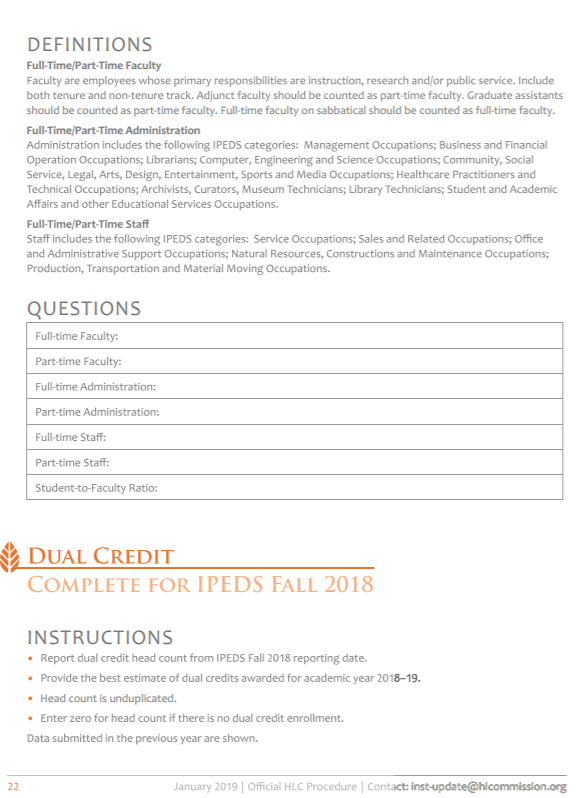 DEFINITIONS
Full-Time/Part-Time Faculty
Faculty are employees whose primary responsibilities are instruction, research and/or public service. Include
both tenure and non-tenure track. Adjunct faculty should be counted as part-time faculty. Graduate assistants
should be counted as part-time faculty. Full-time faculty on sabbatical should be counted as full-time faculty.
Full-Time/Part-Time Administration
Administration includes the following IPEDS categories: Management Occupations; Business and Financial
Operation Occupations; Librarians; Computer, Engineering and Science Occupations; Community, Social
Service, Legal, Arts, Design, Entertainment, Sports and Media Occupations; Healthcare Practitioners and
Technical Occupations; Archivists, Curators, Museum Technicians; Library Technicians; Student and Academic
Affairs and other Educational Services Occupations.
Full-Time/Part-Time Staff
Staff includes the following IPEDS categories: Service Occupations; Sales and Related Occupations; Office
and Administrative Support Occupations; Natural Resources, Constructions and Maintenance Occupations;
Production, Transportation and Material Moving Occupations.
QUESTIONS
Full-time Faculty:
Part-time Faculty:
Full-time Administration:
Part-time Administration:
Full-time Staff:
Part-time Staff:
Student-to-Faculty Ratio:
Dual Credit
Complete for IPEDS Fall 2018
INSTRUCTIONS
• Report dual credit head count from IPEDS Fall 2018 reporting date.
• Provide the best estimate of dual credits awarded for academic year 2018–19.
• Head count is unduplicated.
• Enter zero for head count if there is no dual credit enrollment.
Data submitted in the previous year are shown.
22 January 2019 | Official HLC Procedure | Contact: inst-update@hlcommission.org